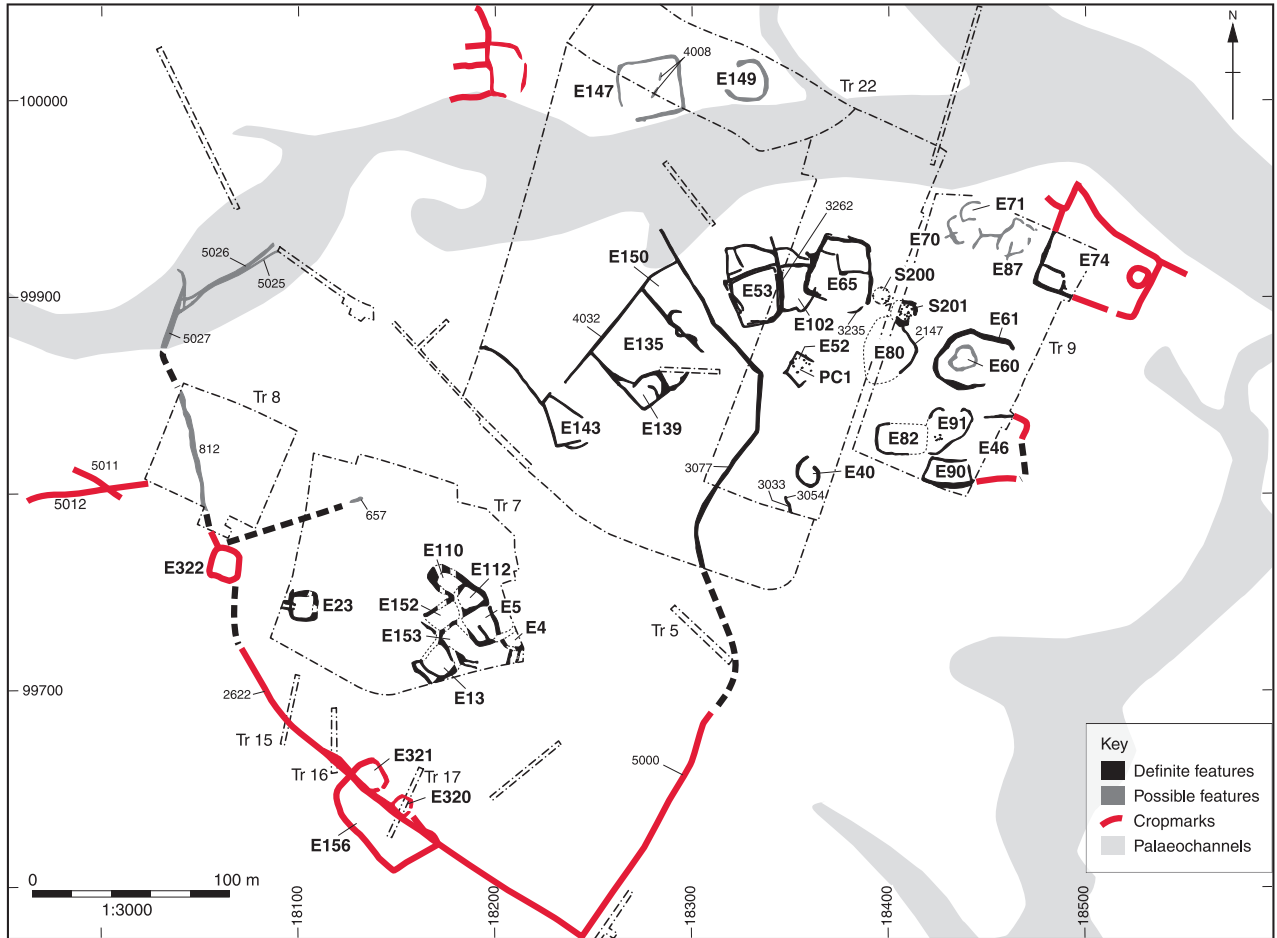 N
4008
E147
E149
Tr 22
100000
3262
E71
E70
E87
E150
E74
5026
5025
S200
E53
E65
S201
99900
E102
3235
2147
E61
4032
E135
E52
E80
Tr 9
5027
PC1
E60
Tr 8
E143
E139
E91
E82
E46
812
5011
3077
E40
E90
5012
3033
3054
657
Tr 7
E322
E110
E112
E23
E152
E5
E153
E4
Tr 5
99700
E13
2622
Tr 15
5000
E321
Tr 16
Tr 17
E320
E156
Key
Definite features
Possible features
Cropmarks
Palaeochannels
0
100 m
1:3000
18100
18200
18300
18400
18500